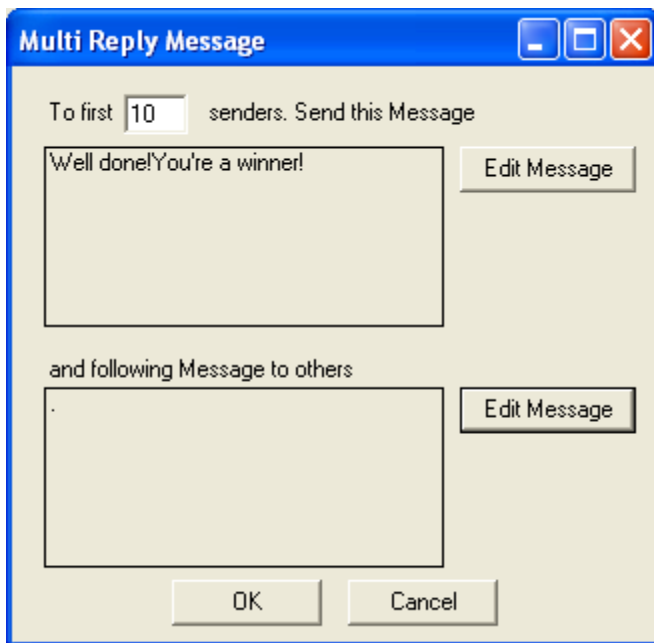 Multi Reply Message
To first 10 senders. Send this Message
Well done!You're a winner!
Edit Message
and following Message to others
.
Edit Message
OK
Cancel